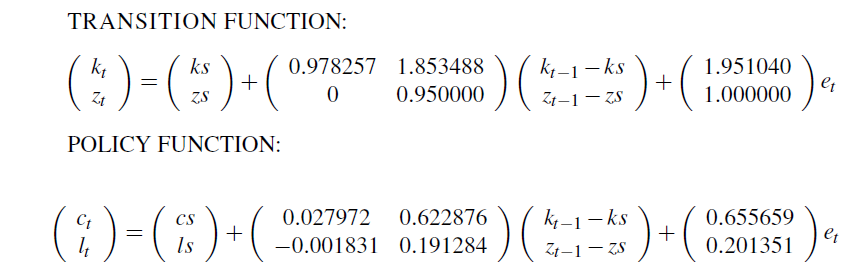 TRANSITION FUNCTION:
( k_t ; z_t ) = ( ks ; zs ) + ( 0.978257 1.853488 ; 0 0.950000 ) ( k_{t−1} − ks ; z_{t−1} − zs ) + ( 1.951040 ; 1.000000 ) e_t
POLICY FUNCTION:
( c_t ; l_t ) = ( cs ; ls ) + ( 0.027972 0.622876 ; −0.001831 0.191284 ) ( k_{t−1} − ks ; z_{t−1} − zs ) + ( 0.655659 ; 0.201351 ) e_t